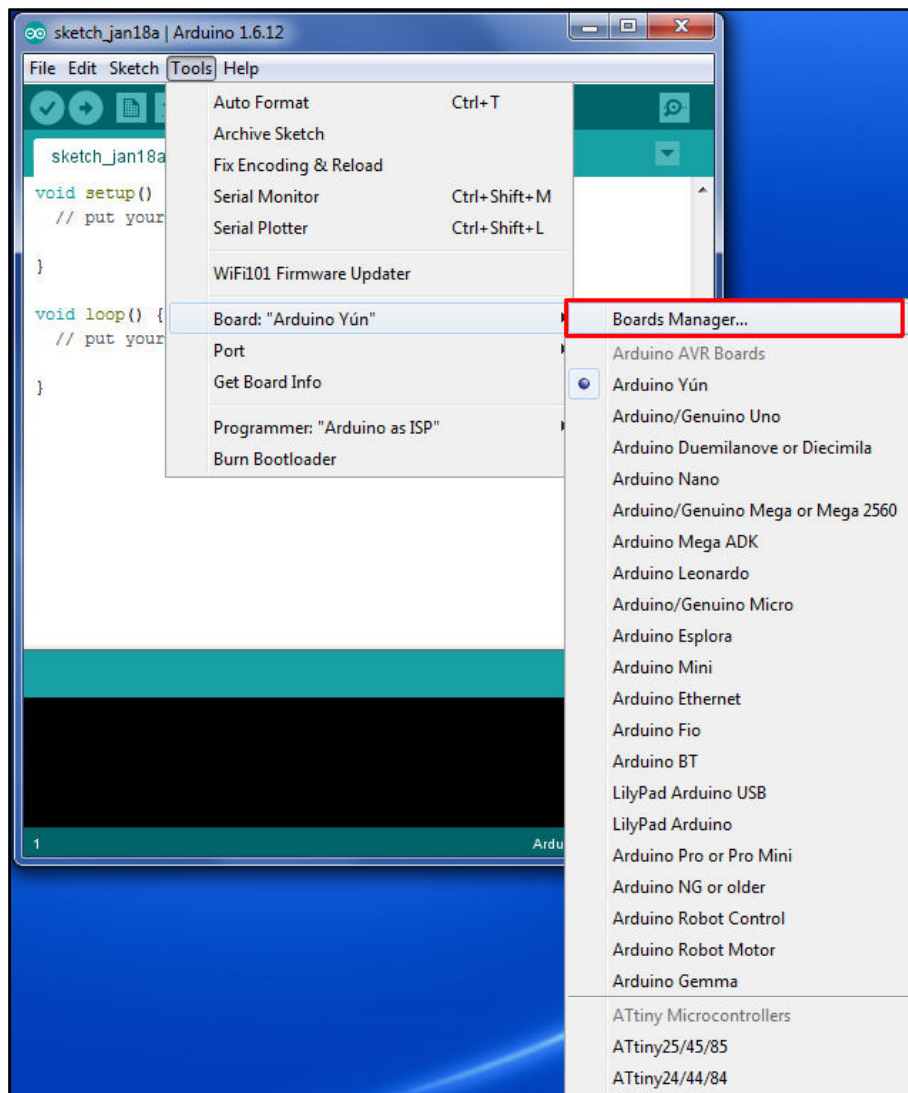 sketch_jan18a | Arduino 1.6.12
File Edit Sketch Tools Help
sketch_jan18a
void setup()
// put your
}
void loop() {
// put your
}
Auto Format Ctrl+T
Archive Sketch
Fix Encoding & Reload
Serial Monitor Ctrl+Shift+M
Serial Plotter Ctrl+Shift+L
WiFi101 Firmware Updater
Board: "Arduino Yún"
Port
Get Board Info
Programmer: "Arduino as ISP"
Burn Bootloader
Boards Manager...
Arduino AVR Boards
Arduino Yún
Arduino/Genuino Uno
Arduino Duemilanove or Diecimila
Arduino Nano
Arduino/Genuino Mega or Mega 2560
Arduino Mega ADK
Arduino Leonardo
Arduino/Genuino Micro
Arduino Esplora
Arduino Mini
Arduino Ethernet
Arduino Fio
Arduino BT
LilyPad Arduino USB
LilyPad Arduino
Arduino Pro or Pro Mini
Arduino NG or older
Arduino Robot Control
Arduino Robot Motor
Arduino Gemma
ATtiny Microcontrollers
ATtiny25/45/85
ATtiny24/44/84
1 Ardu